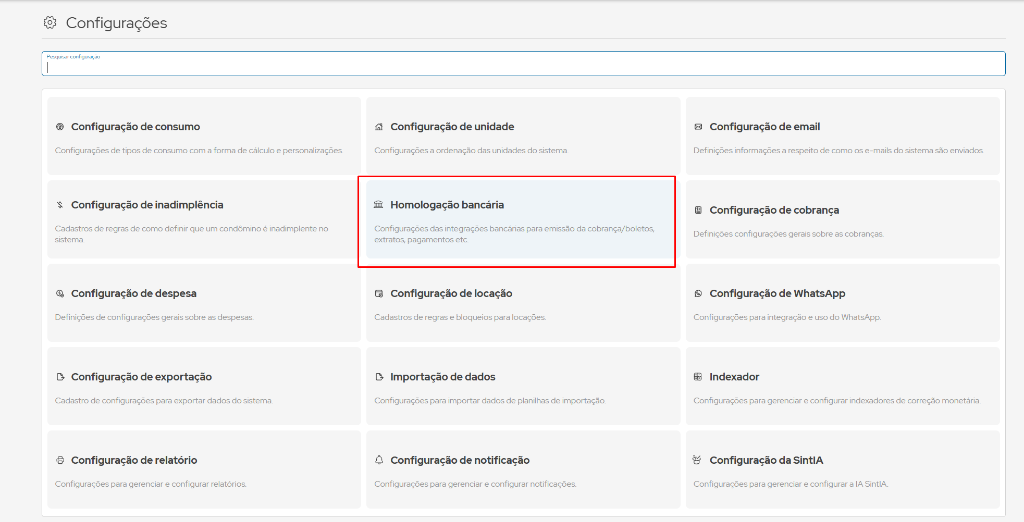 Configurações
Pesquisar configuração
Configuração de consumo
Configurações de tipos de consumo com a forma de cálculo e personalizações.
Configuração de unidade
Configurações a ordenação das unidades do sistema.
Configuração de email
Definições informações a respeito de como os e-mails do sistema são enviados.
Configuração de inadimplência
Cadastros de regras de como definir que um condômino é inadimplente no
sistema.
Homologação bancária
Configurações das integrações bancárias para emissão da cobrança/boletos,
extratos, pagamentos etc.
Configuração de cobrança
Definições configurações gerais sobre as cobranças.
Configuração de despesa
Definições de configurações gerais sobre as despesas.
Configuração de locação
Cadastros de regras e bloqueios para locações.
Configuração de WhatsApp
Configurações para integração e uso do WhatsApp.
Configuração de exportação
Cadastro de configurações para exportar dados do sistema.
Importação de dados
Configurações para importar dados de planilhas de importação.
Indexador
Configurações para gerenciar e configurar indexadores de correção monetária.
Configuração de relatório
Configurações para gerenciar e configurar relatórios.
Configuração de notificação
Configurações para gerenciar e configurar notificações.
Configuração da SintIA
Configurações para gerenciar e configurar a IA SintIA.